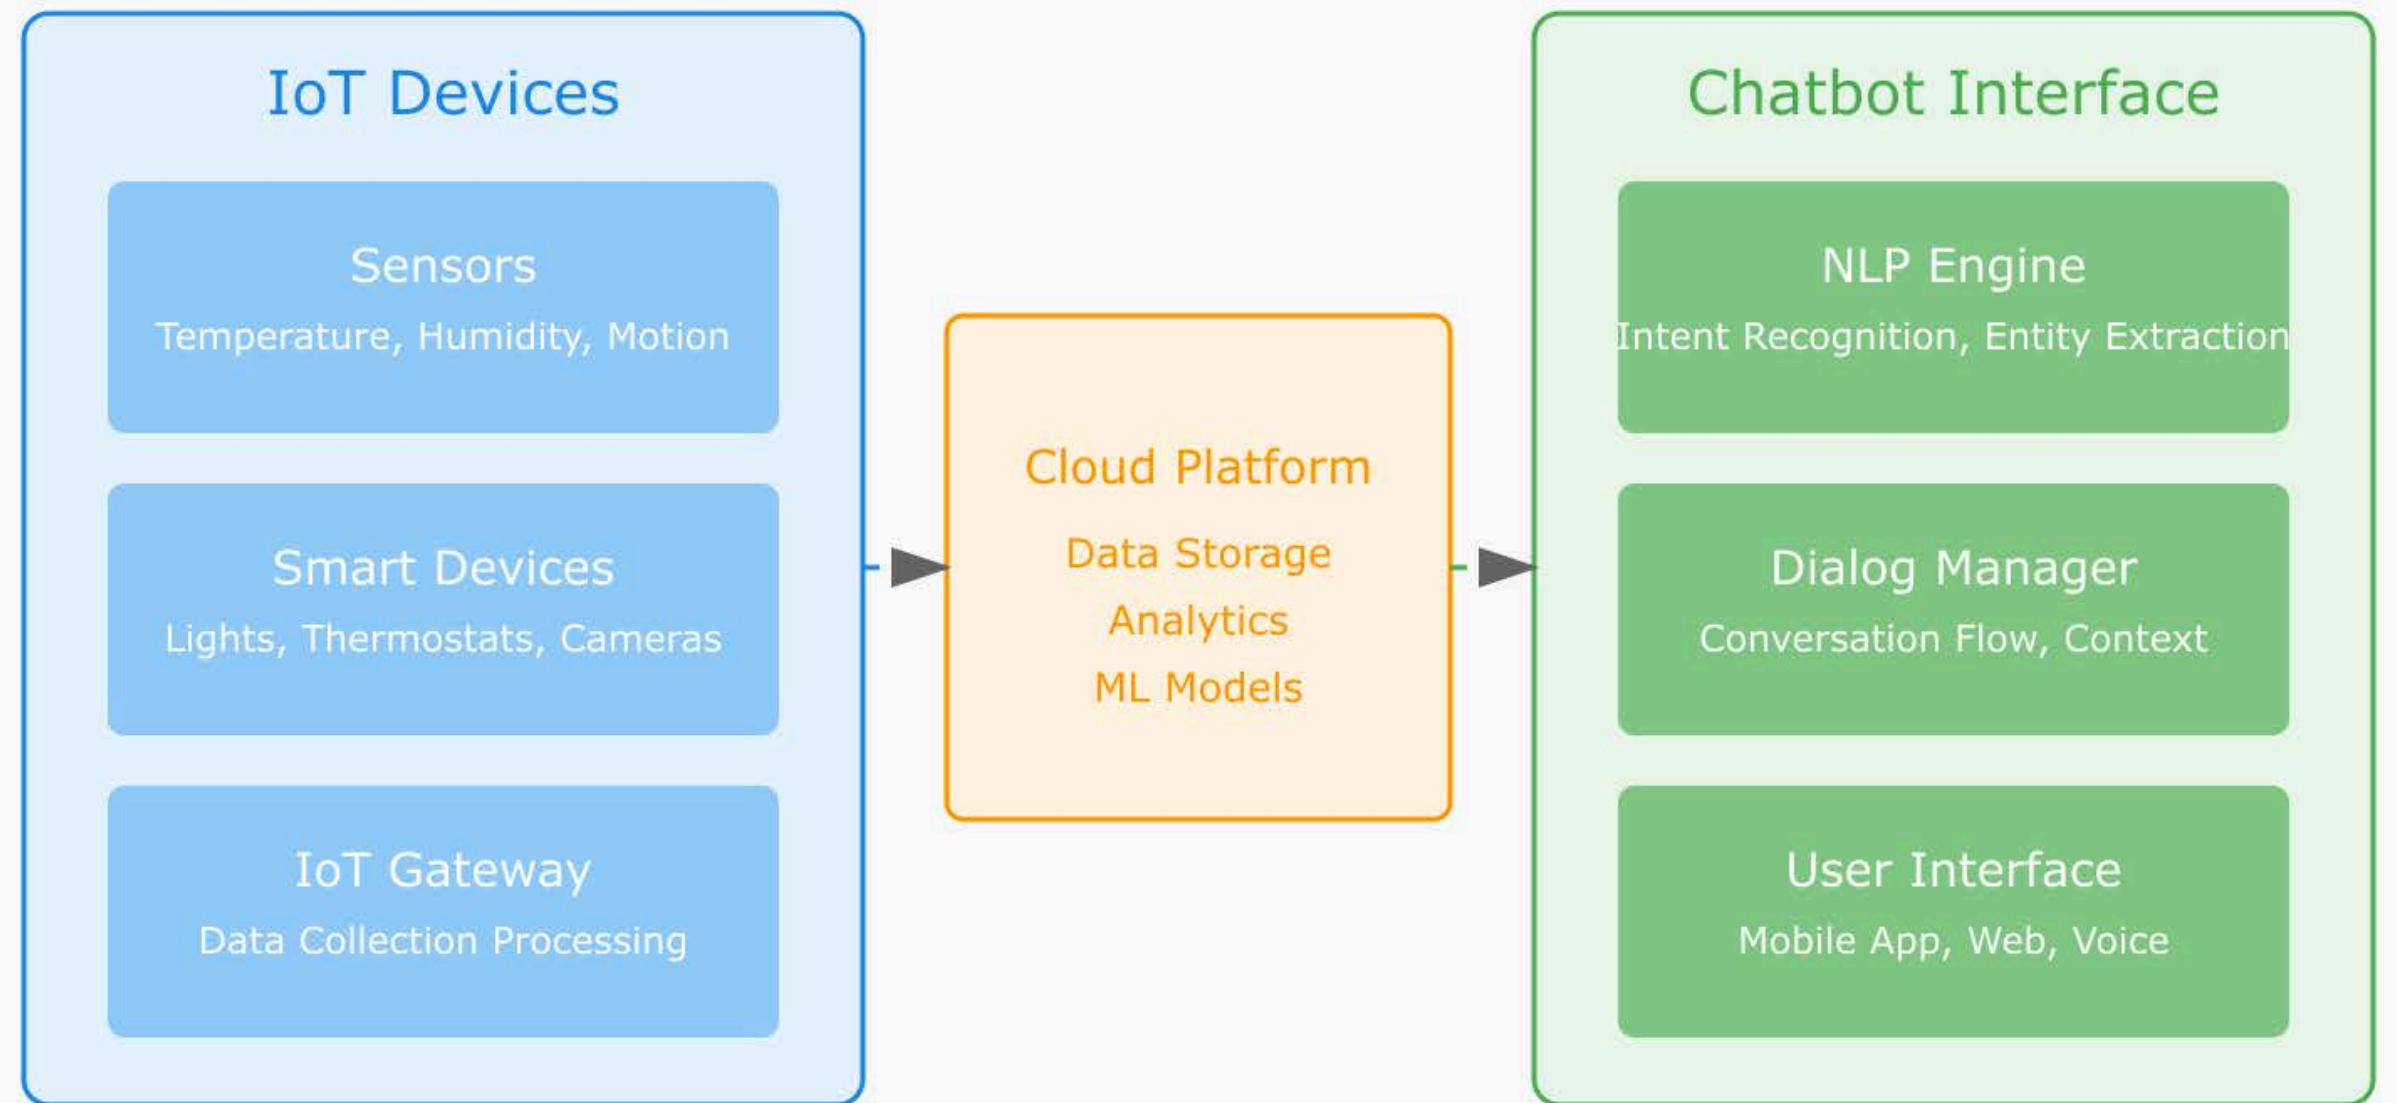 IoT Devices
Sensors
Temperature, Humidity, Motion
Smart Devices
Lights, Thermostats, Cameras
IoT Gateway
Data Collection Processing
Cloud Platform
Data Storage
Analytics
ML Models
Chatbot Interface
NLP Engine
Intent Recognition, Entity Extraction
Dialog Manager
Conversation Flow, Context
User Interface
Mobile App, Web, Voice